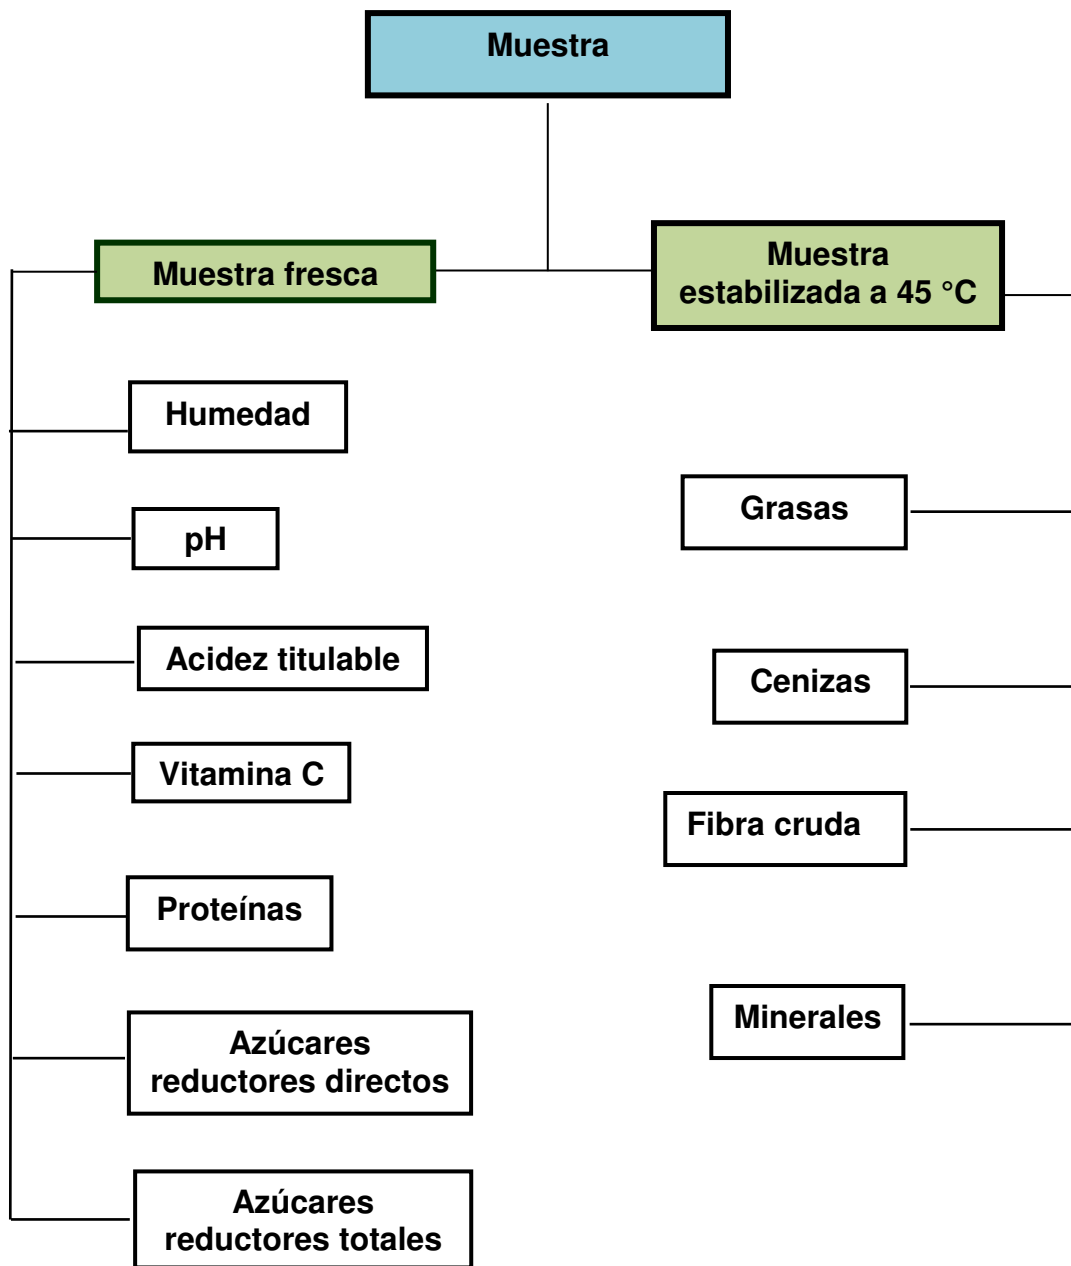 Muestra
Muestra fresca
Muestra
estabilizada a 45 °C
Humedad
pH
Acidez titulable
Vitamina C
Proteínas
Azúcares
reductores directos
Azúcares
reductores totales
Grasas
Cenizas
Fibra cruda
Minerales